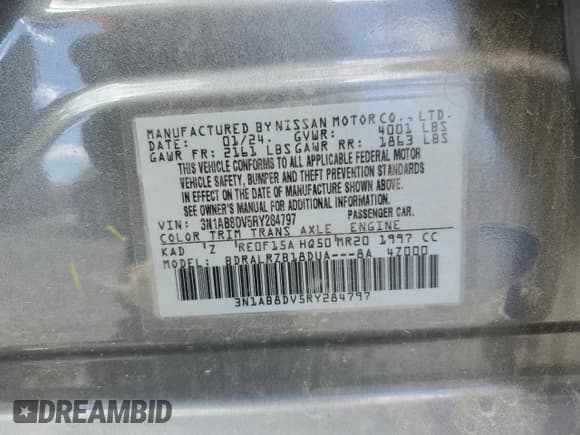 MANUFACTURED BY NISSAN MOTOR CO., LTD.
DATE: 01/24. GVWR: 4001 LBS
GAWR FR: 2161 LBS GAWR RR: 1863 LBS
THIS VEHICLE CONFORMS TO ALL APPLICABLE FEDERAL MOTOR
VEHICLE SAFETY, BUMPER AND THEFT PREVENTION STANDARDS
IN EFFECT ON THE DATE OF MANUFACTURE SHOWN ABOVE.
SEE OWNER'S MANUAL FOR ADDITIONAL INFORMATION.
VIN: 3N1AB8DV5RY284797 PASSENGER CAR.
COLOR TRIM TRANS AXLE ENGINE
KAD Z RE0F15A HQ50 MR20 1997 CC
MODEL: BDRALRZB18DUA---8A 4Z000
3N1AB8DV5RY284797
DREAMBID